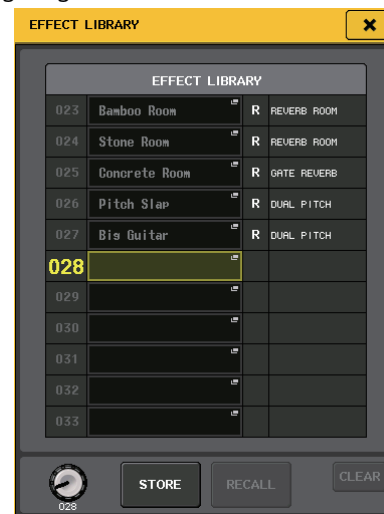 EFFECT LIBRARY
EFFECT LIBRARY
023 Bamboo Room R REVERB ROOM
024 Stone Room R REVERB ROOM
025 Concrete Room R GATE REVERB
026 Pitch Slap R DUAL PITCH
027 Big Guitar R DUAL PITCH
028
029
030
031
032
033
STORE RECALL CLEAR
028